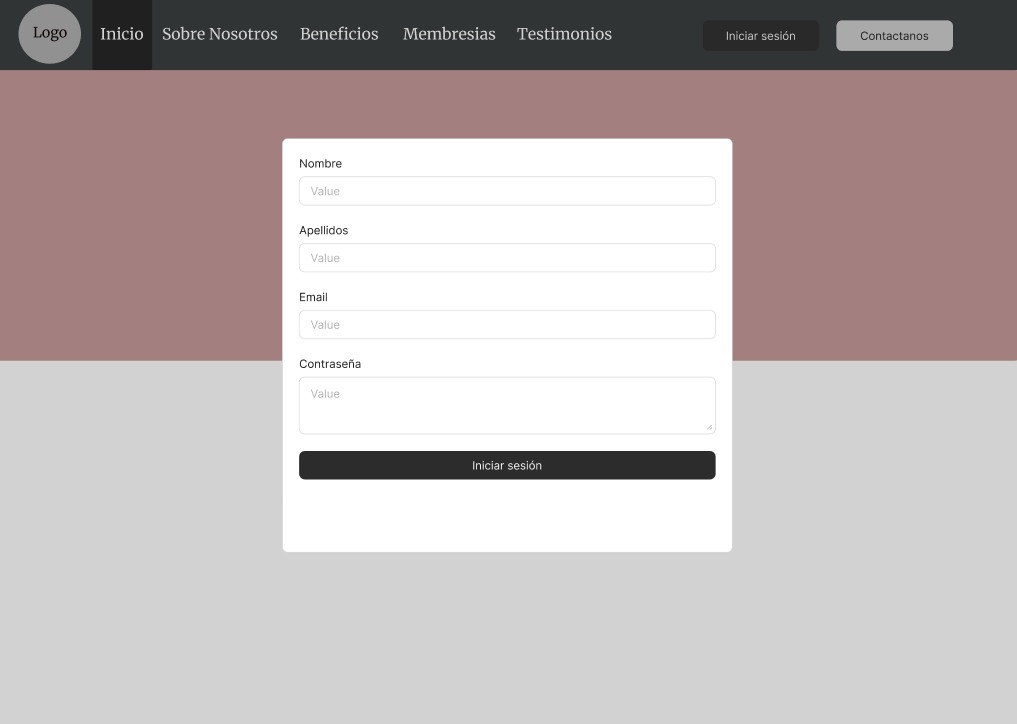 Logo Inicio Sobre Nosotros Beneficios Membresias Testimonios Iniciar sesión Contactanos
Nombre
Value
Apellidos
Value
Email
Value
Contraseña
Value
Iniciar sesión